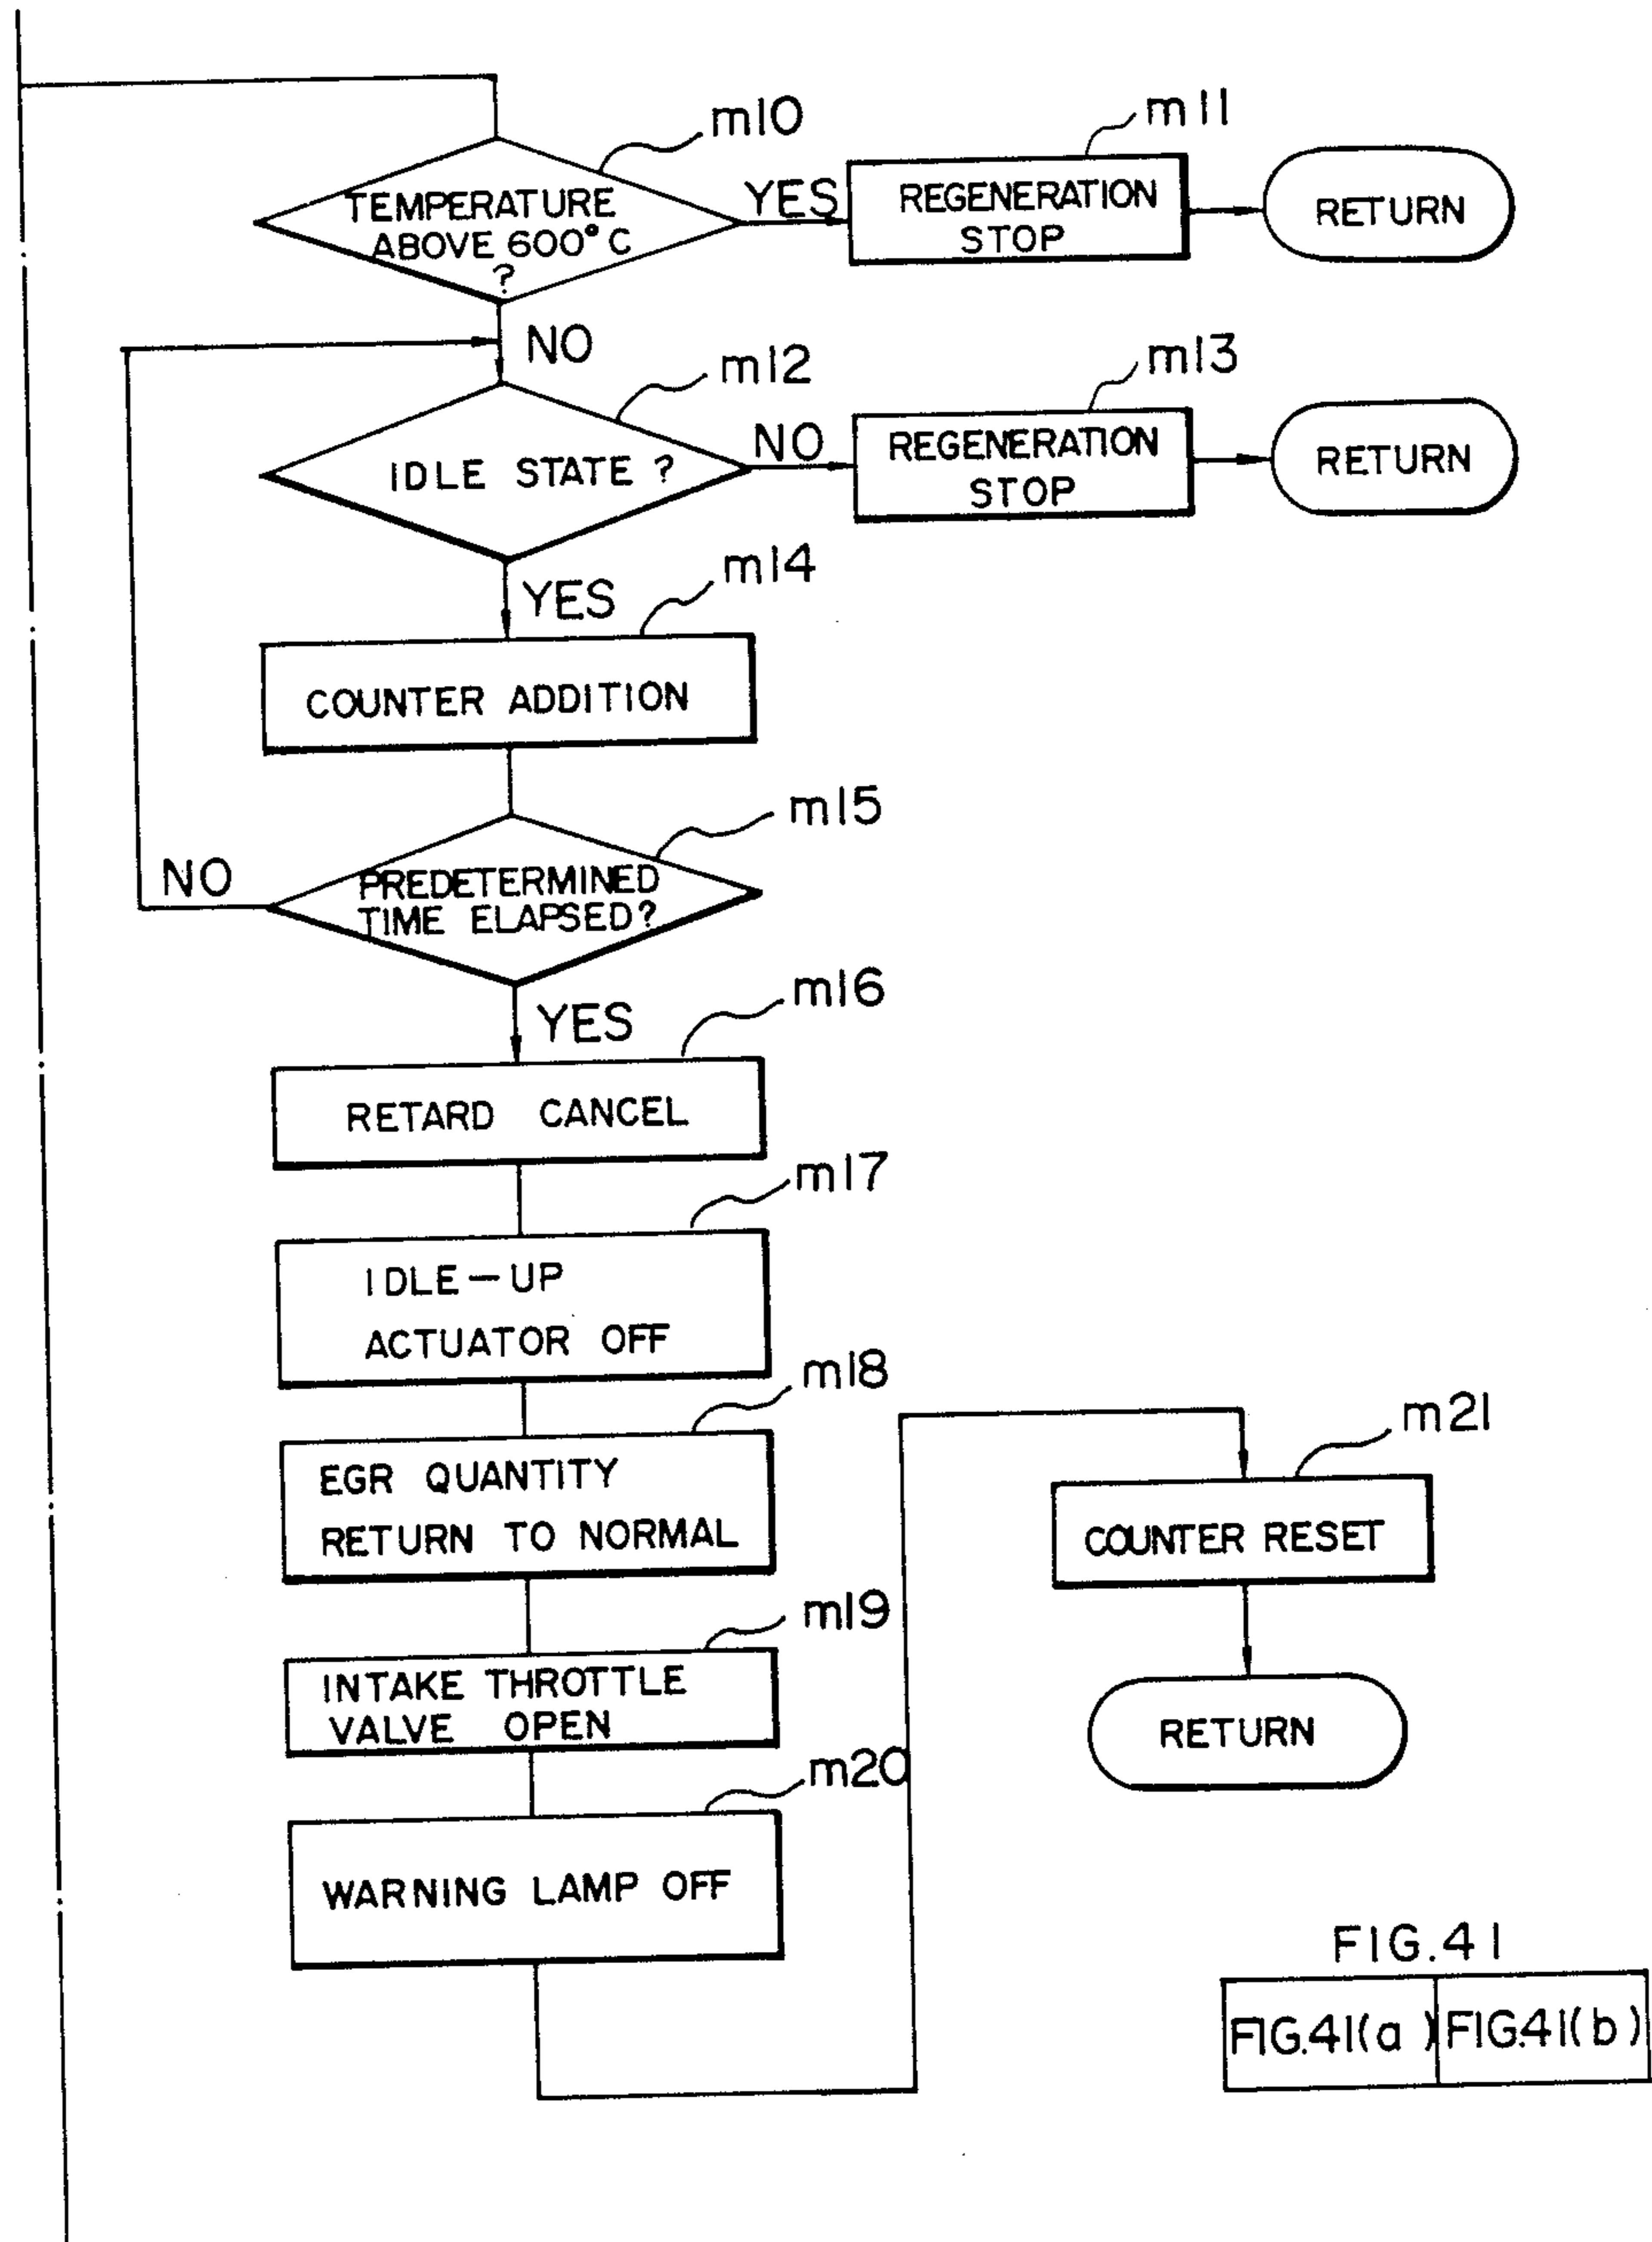 m10
TEMPERATURE
ABOVE 600°C
?
YES
m11
REGENERATION
STOP
RETURN
NO
m12
IDLE STATE ?
NO
m13
REGENERATION
STOP
RETURN
YES
m14
COUNTER ADDITION
m15
PREDETERMINED
TIME ELAPSED?
NO
YES
m16
RETARD CANCEL
m17
IDLE-UP
ACTUATOR OFF
m18
EGR QUANTITY
RETURN TO NORMAL
m19
INTAKE THROTTLE
VALVE OPEN
m20
WARNING LAMP OFF
m21
COUNTER RESET
RETURN
FIG.41
FIG.41(a) FIG.41(b)